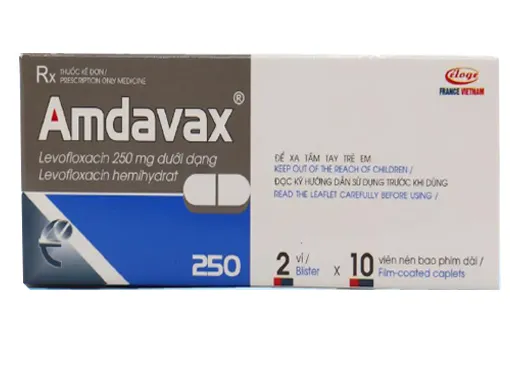 Rx THUỐC KÊ ĐƠN /
PRESCRIPTION ONLY MEDICINE
Amdavax®
Levofloxacin 250 mg dưới dạng
Levofloxacin hemihydrat
250
éloge
FRANCE VIETNAM
ĐỂ XA TẦM TAY TRẺ EM
KEEP OUT OF THE REACH OF CHILDREN /
ĐỌC KỸ HƯỚNG DẪN SỬ DỤNG TRƯỚC KHI DÙNG
READ THE LEAFLET CAREFULLY BEFORE USING /
2 vỉ / Blister x 10 viên nén bao phim dài / Film-coated caplets